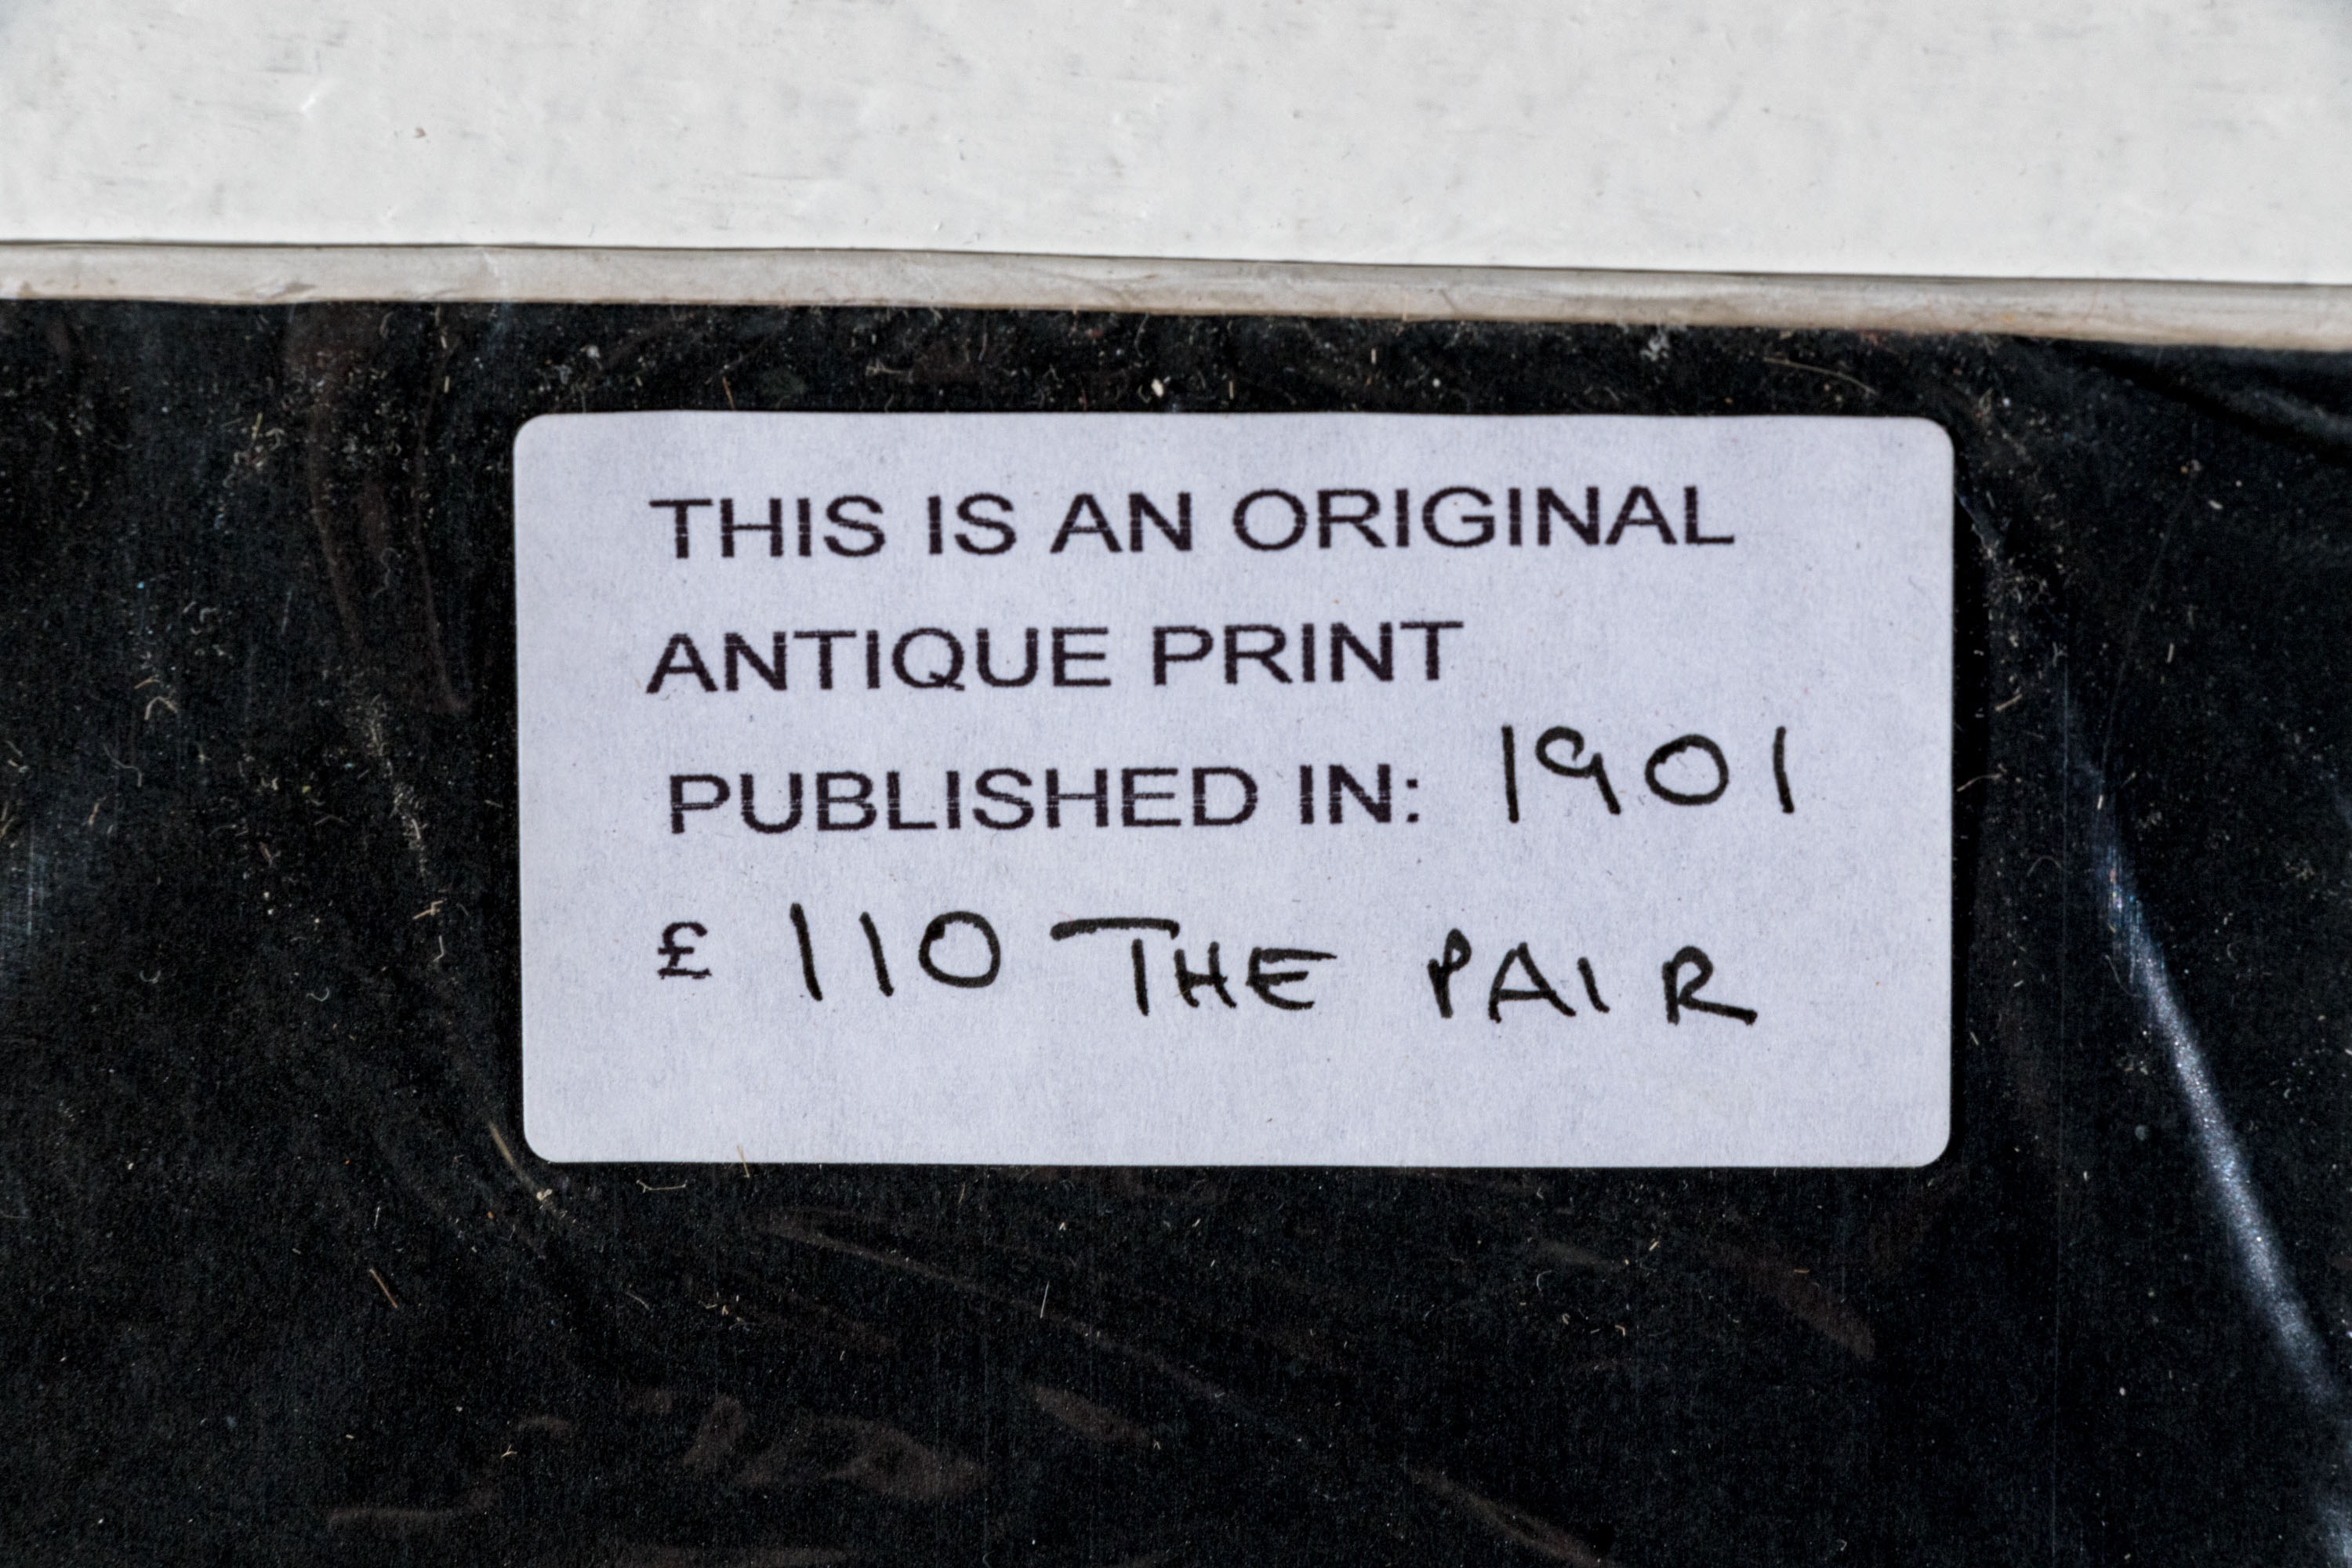 THIS IS AN ORIGINAL
ANTIQUE PRINT
PUBLISHED IN: 1901
£ 110 THE PAIR